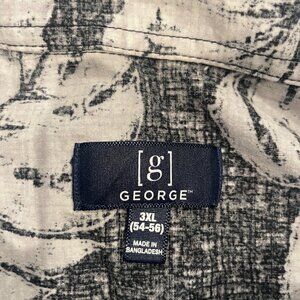 [g]
GEORGE™
3XL
(54-56)
MADE IN
BANGLADESH